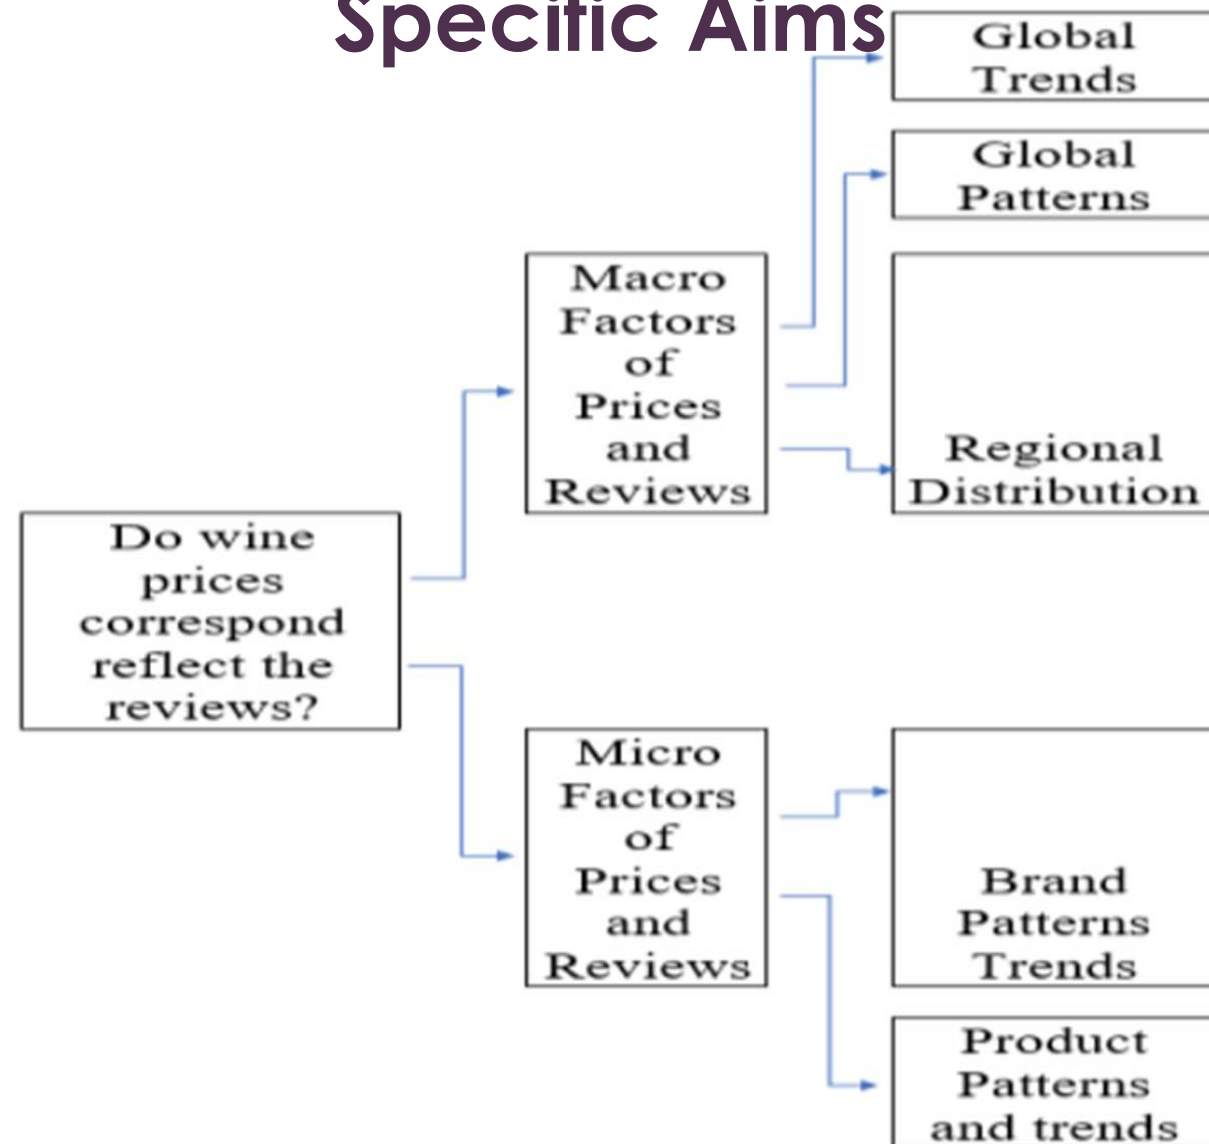 Specific Aims
Global
Trends
Global
Patterns
Macro
Factors
of
Prices
and
Reviews
Regional
Distribution
Do wine
prices
correspond
reflect the
reviews?
Micro
Factors
of
Prices
and
Reviews
Brand
Patterns
Trends
Product
Patterns
and trends